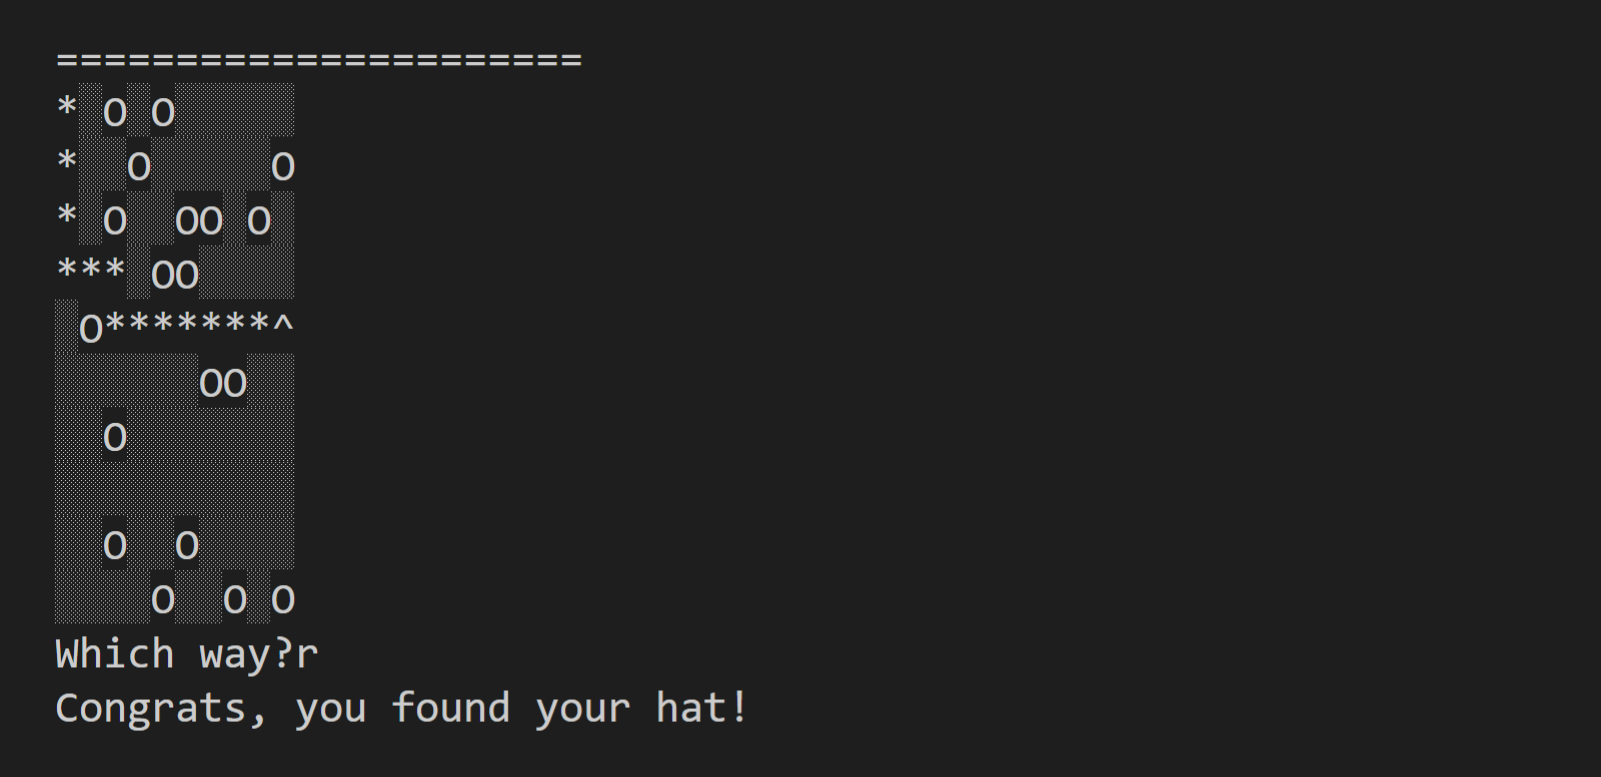 ======================
*░O░O░░░░░
*░░O░░░░░O
*░O░░OO░O░
***░OO░░░░
░O*******^
░░░░░░OO░░
░░O░░░░░░░
░░░░░░░░░░
░░O░░O░░░░
░░░░O░░O░O
Which way?r
Congrats, you found your hat!